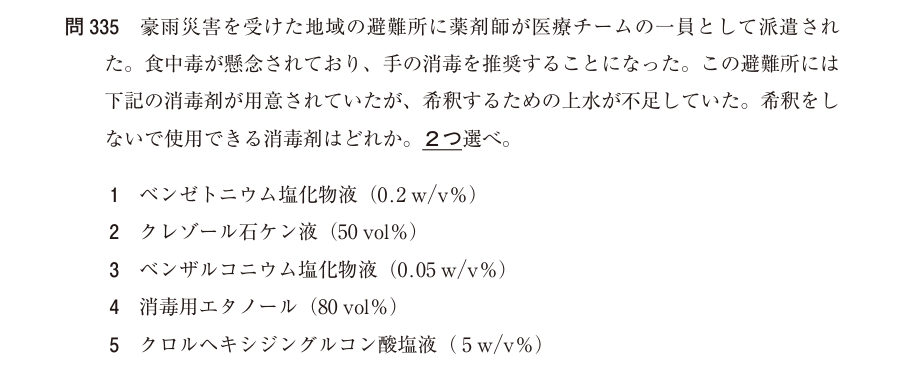 問 335　豪雨災害を受けた地域の避難所に薬剤師が医療チームの一員として派遣され
た。食中毒が懸念されており、手の消毒を推奨することになった。この避難所には
下記の消毒剤が用意されていたが、希釈するための上水が不足していた。希釈をし
ないで使用できる消毒剤はどれか。２つ選べ。
1　ベンゼトニウム塩化物液（0.2 w/v%）
2　クレゾール石ケン液（50 vol%）
3　ベンザルコニウム塩化物液（0.05 w/v%）
4　消毒用エタノール（80 vol%）
5　クロルヘキシジングルコン酸塩液（5 w/v%）